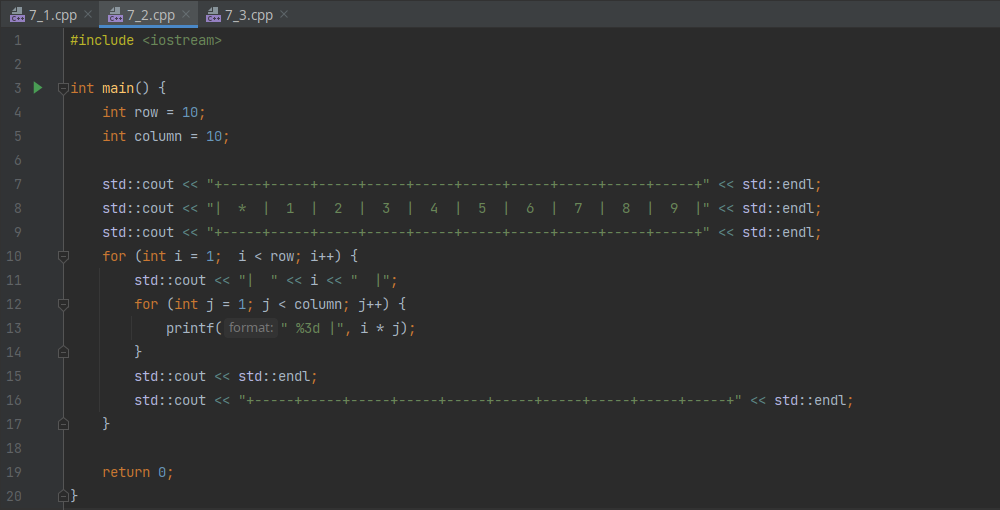 7_1.cpp 7_2.cpp 7_3.cpp
1 #include <iostream>
2
3 int main() {
4     int row = 10;
5     int column = 10;
6
7     std::cout << "+-----+-----+-----+-----+-----+-----+-----+-----+-----+-----+" << std::endl;
8     std::cout << "|  *  |  1  |  2  |  3  |  4  |  5  |  6  |  7  |  8  |  9  |" << std::endl;
9     std::cout << "+-----+-----+-----+-----+-----+-----+-----+-----+-----+-----+" << std::endl;
10     for (int i = 1;  i < row; i++) {
11         std::cout << "|  " << i << "  |";
12         for (int j = 1; j < column; j++) {
13             printf( format: " %3d |", i * j);
14         }
15         std::cout << std::endl;
16         std::cout << "+-----+-----+-----+-----+-----+-----+-----+-----+-----+-----+" << std::endl;
17     }
18
19     return 0;
20 }